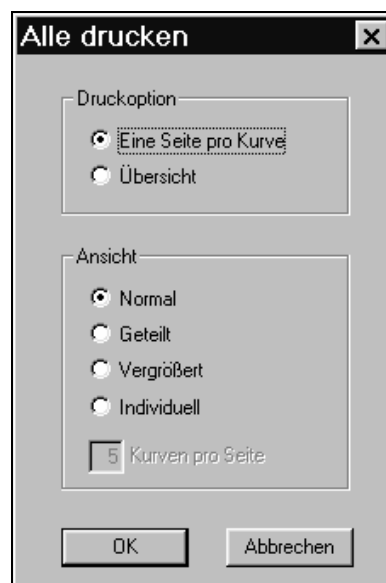 Alle drucken
Druckoption
Eine Seite pro Kurve
Übersicht
Ansicht
Normal
Geteilt
Vergrößert
Individuell
5 Kurven pro Seite
OK Abbrechen